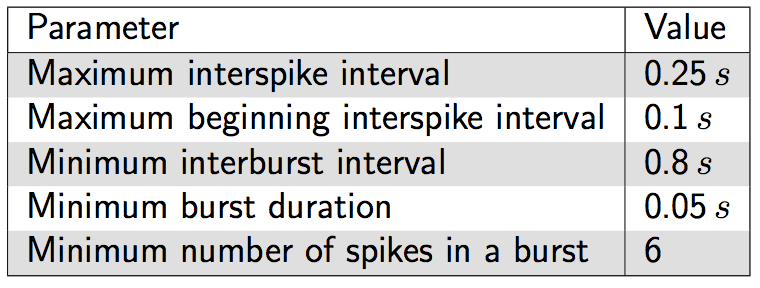 Parameter Value
Maximum interspike interval 0.25 s
Maximum beginning interspike interval 0.1 s
Minimum interburst interval 0.8 s
Minimum burst duration 0.05 s
Minimum number of spikes in a burst 6